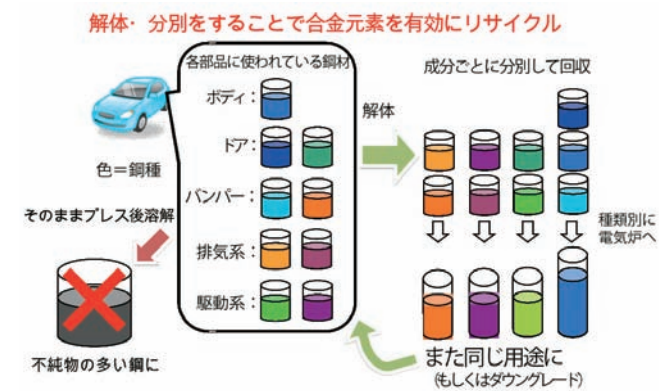 解体・分別をすることで合金元素を有効にリサイクル
各部品に使われている鋼材
ボディ：
ドア：
バンパー：
排気系：
駆動系：
色＝鋼種
そのままプレス後溶解
不純物の多い鋼に
解体
成分ごとに分別して回収
種類別に
電気炉へ
また同じ用途に
（もしくはダウングレード）